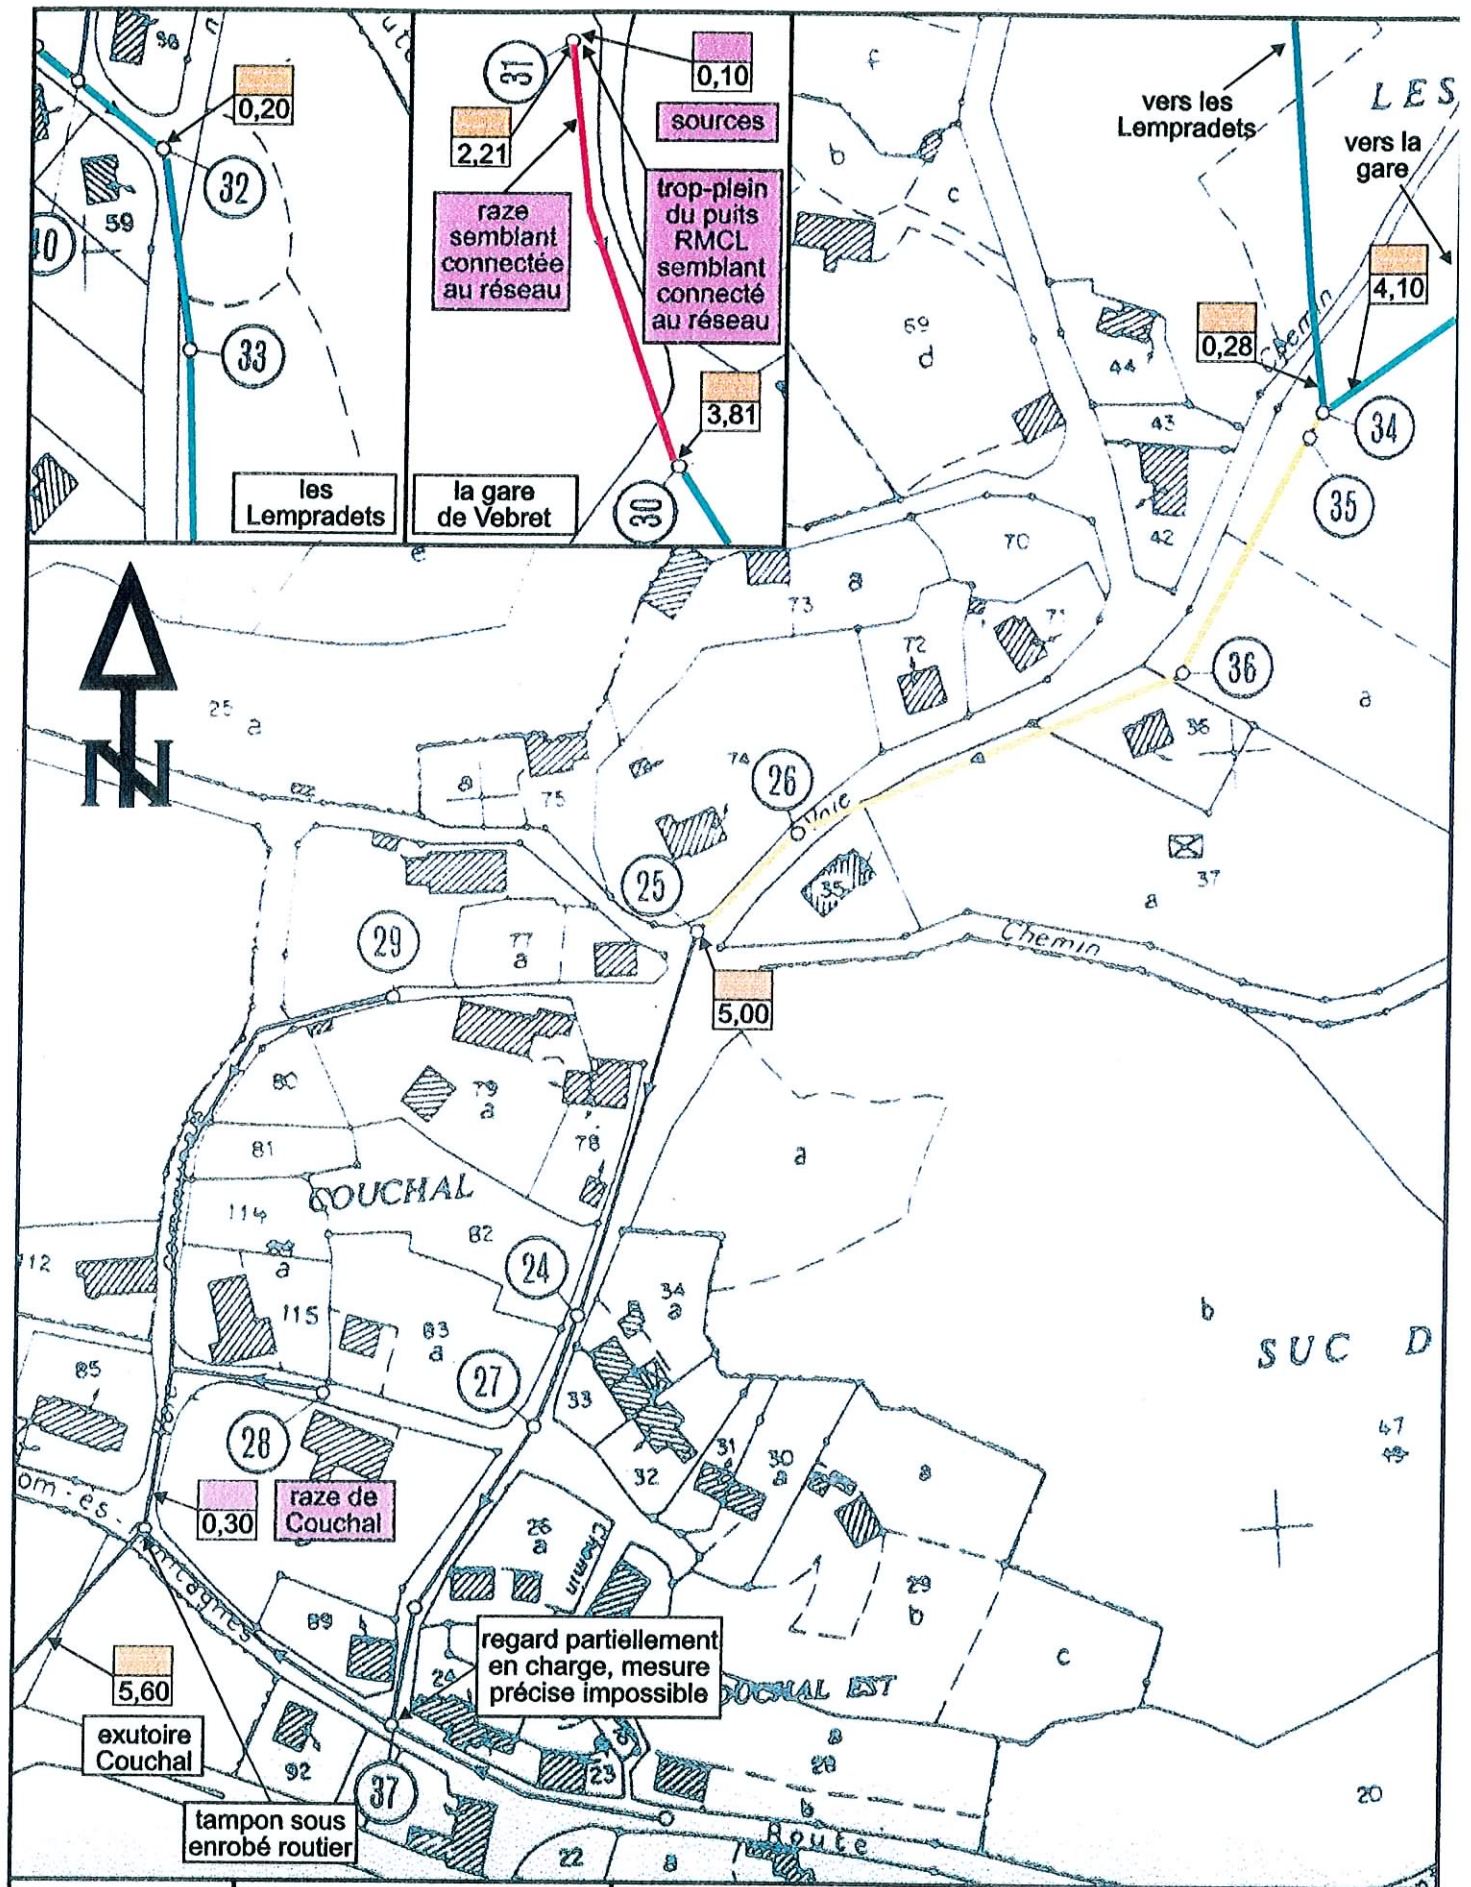 56
0,20
32
59
40
33
les
Lempradets
31
0,10
sources
2,21
raze
semblant
connectée
au réseau
trop-plein
du puits
RMCL
semblant
connecté
au réseau
3,81
30
la gare
de Vebret
f
b
c
69
d
vers les
Lempradets
LES
vers la
gare
4,10
0,28
Chemin
44
43
42
34
35
70
e
a
73
71
72
36
a
36
N
25
a
a
75
74
26
Voie
25
35
37
a
Chemin
29
77
a
5,00
80
79
a
81
78
a
COUCHAL
114
82
112
a
115
24
34
a
83
a
b
SUC D
85
27
33
28
31
30
a
32
a
47
om-ès-
0,30
raze de
Couchal
26
a
Chemin
29
b
89
regard partiellement
en charge, mesure
précise impossible
24
c
5,60
COUCHAL EST
exutoire
Couchal
92
37
23
a
28
b
20
tampon sous
enrobé routier
Route
22
a